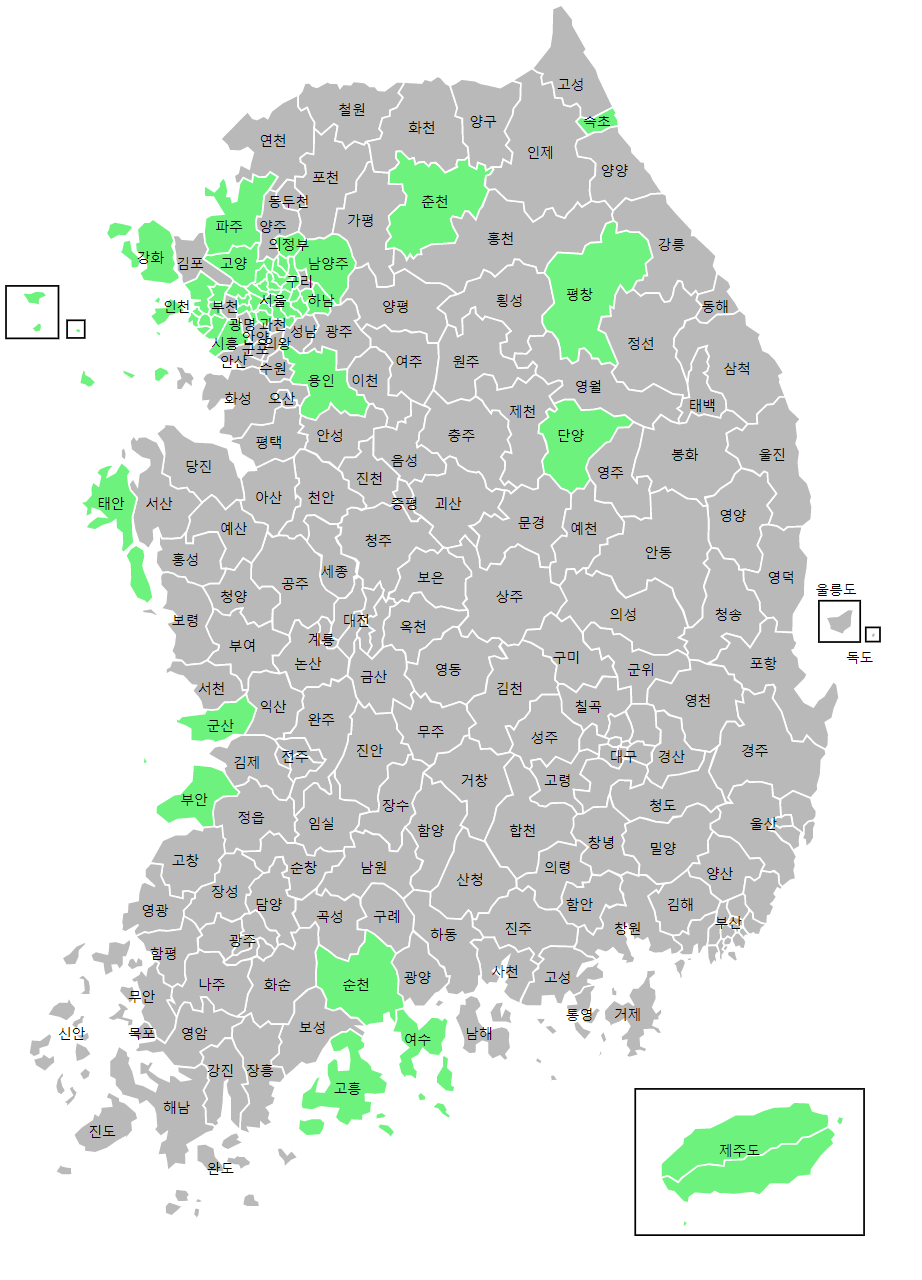 고성
철원
화천
양구
속초
연천
인제
양양
포천
동두천
춘천
파주
양주
가평
홍천
강릉
의정부
강화
김포
고양
남양주
구리
평창
인천
부천
서울
하남
양평
횡성
동해
광명
과천
성남
광주
시흥
안양
의왕
군포
정선
안산
수원
여주
원주
삼척
용인
이천
영월
화성
오산
제천
태백
평택
안성
충주
단양
음성
봉화
울진
당진
진천
영주
아산
천안
태안
서산
증평
괴산
영양
예산
문경
예천
청주
안동
홍성
세종
보은
영덕
공주
청양
상주
울릉도
보령
대전
옥천
의성
청송
부여
계룡
독도
논산
구미
포항
금산
영동
군위
서천
김천
익산
칠곡
영천
군산
완주
무주
성주
김제
전주
진안
대구
경산
경주
거창
고령
부안
장수
청도
정읍
임실
함양
합천
울산
창녕
밀양
고창
순창
남원
의령
양산
장성
산청
담양
함안
김해
영광
곡성
구례
부산
하동
진주
창원
광주
함평
사천
고성
나주
화순
순천
광양
무안
통영
거제
신안
목포
영암
보성
여수
남해
강진
장흥
고흥
해남
진도
제주도
완도